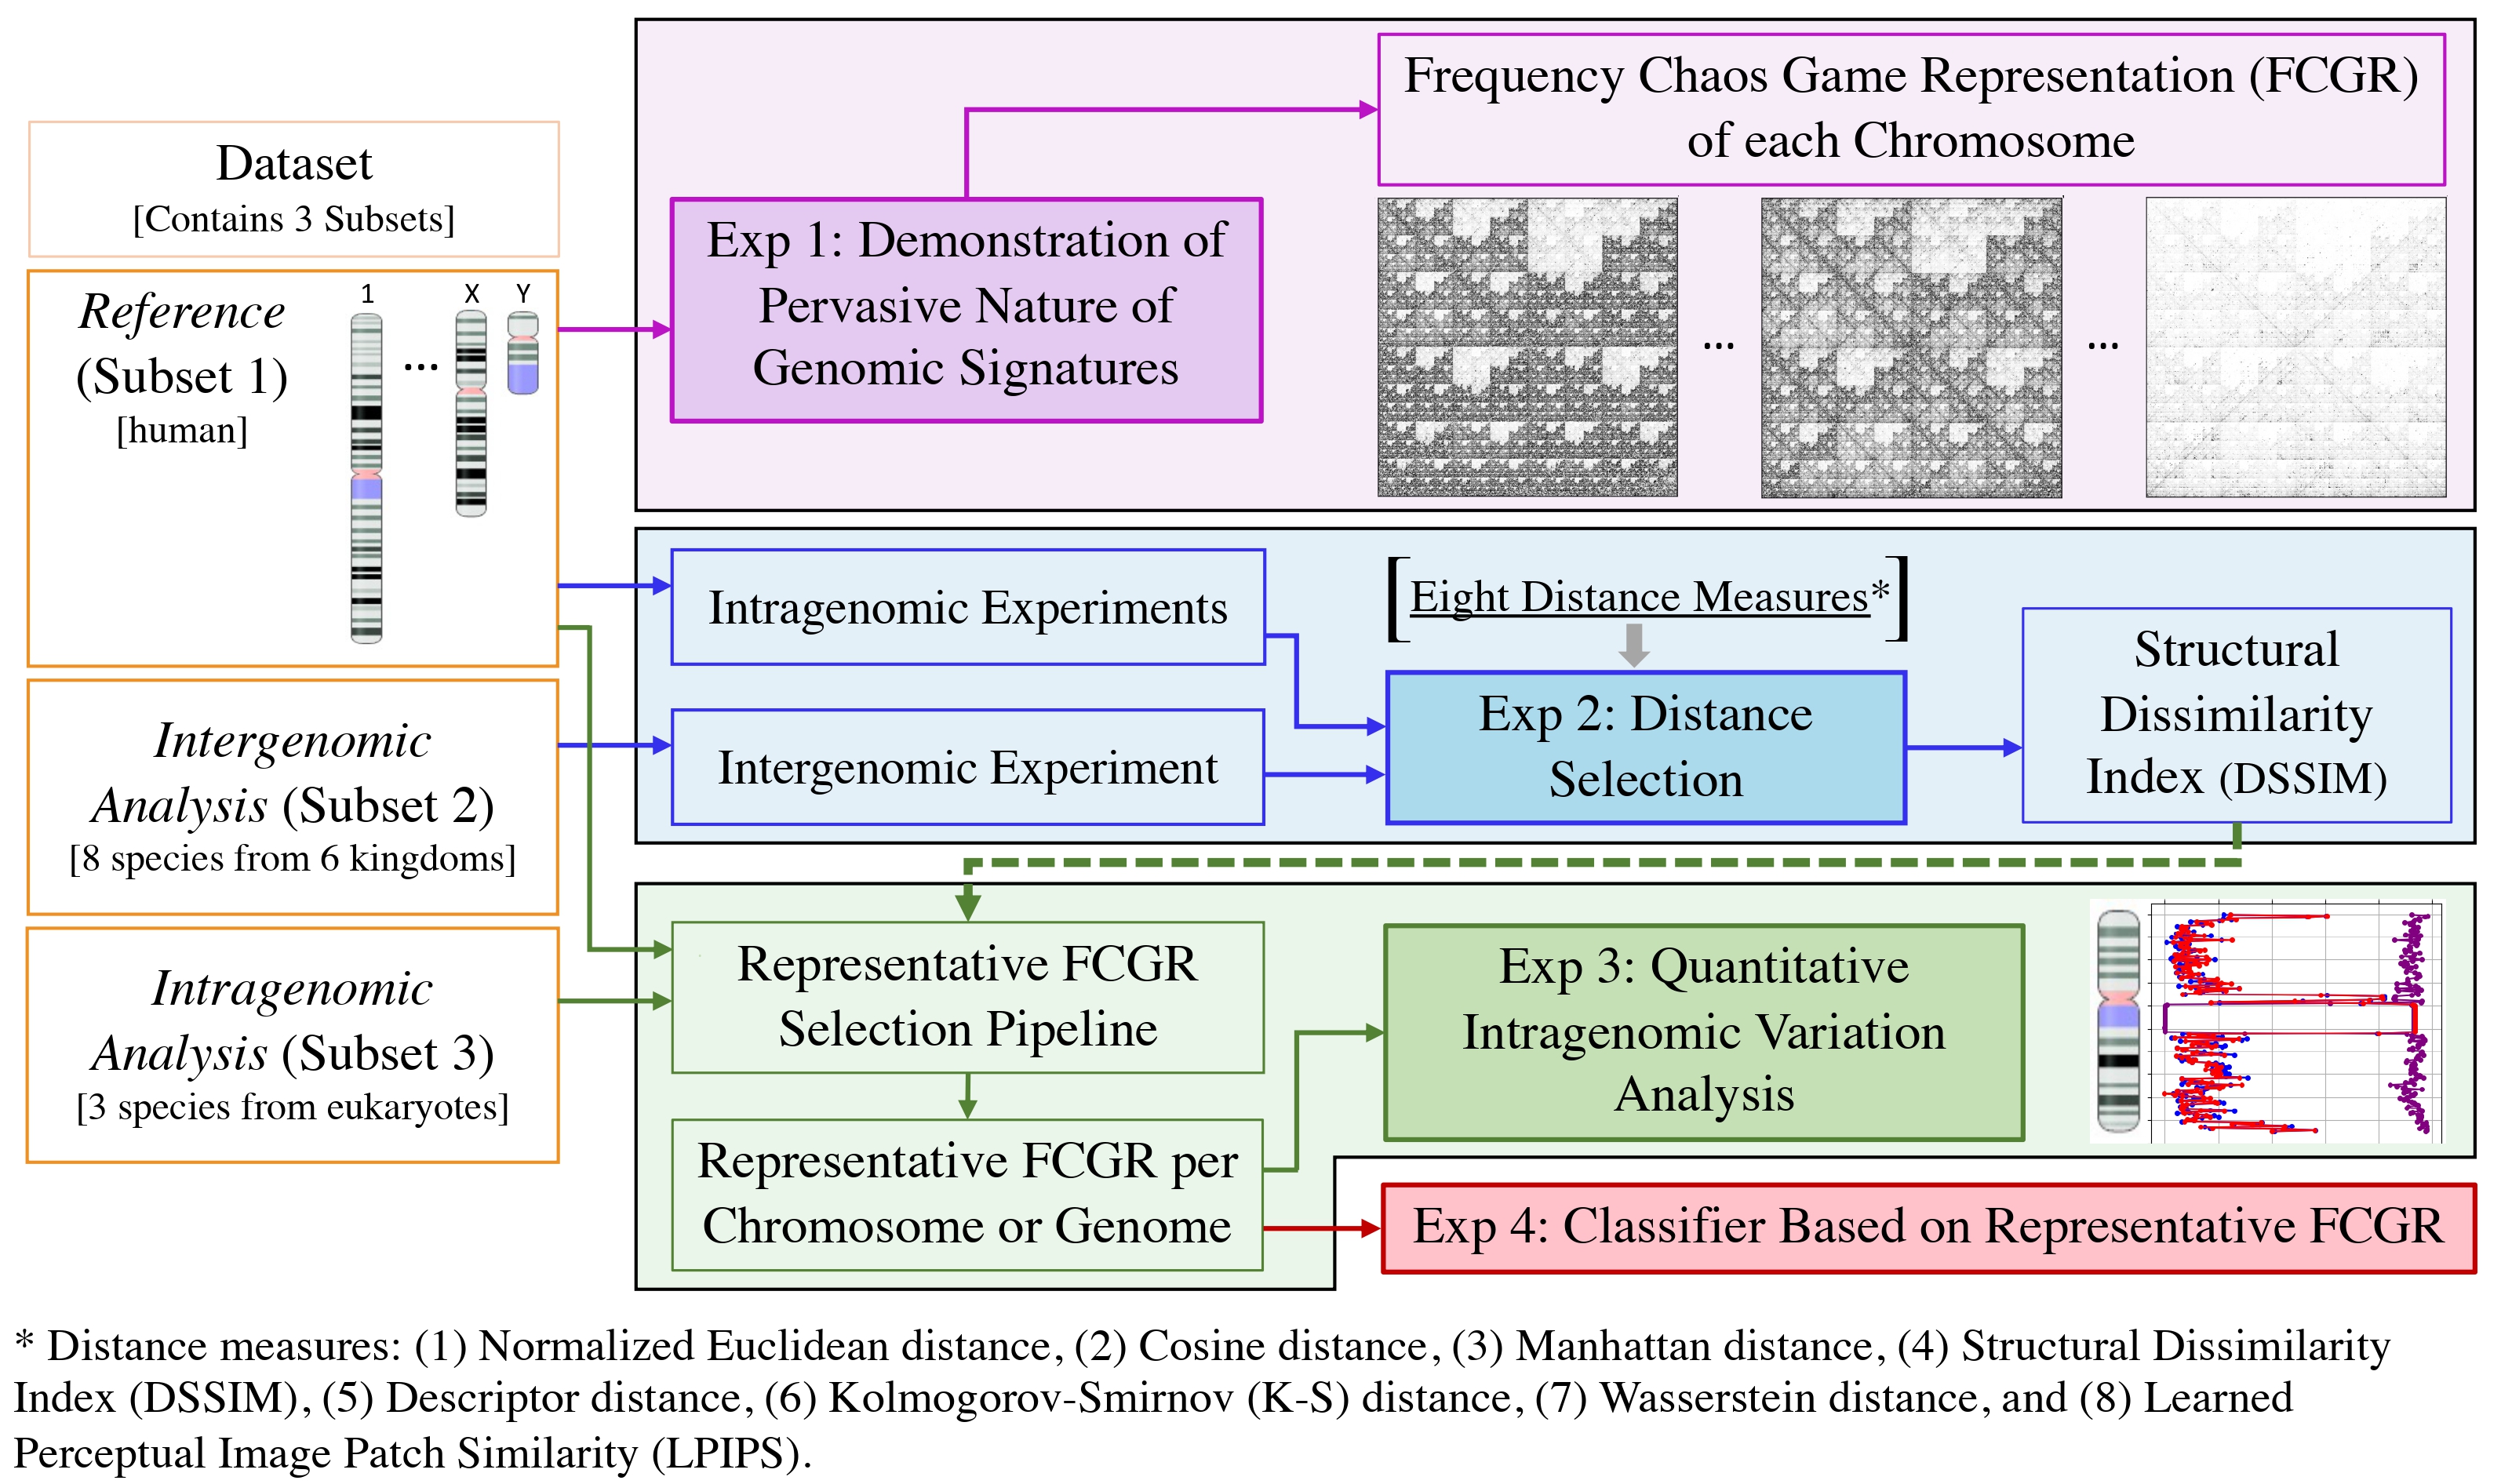 Dataset
[Contains 3 Subsets]
Reference
(Subset 1)
[human]
1
...
X
Y
Intergenomic
Analysis (Subset 2)
[8 species from 6 kingdoms]
Intragenomic
Analysis (Subset 3)
[3 species from eukaryotes]
Exp 1: Demonstration of
Pervasive Nature of
Genomic Signatures
Frequency Chaos Game Representation (FCGR)
of each Chromosome
...
...
Intragenomic Experiments
Intergenomic Experiment
[Eight Distance Measures*]
Exp 2: Distance
Selection
Structural
Dissimilarity
Index (DSSIM)
Representative FCGR
Selection Pipeline
Representative FCGR per
Chromosome or Genome
Exp 3: Quantitative
Intragenomic Variation
Analysis
Exp 4: Classifier Based on Representative FCGR
* Distance measures: (1) Normalized Euclidean distance, (2) Cosine distance, (3) Manhattan distance, (4) Structural Dissimilarity
Index (DSSIM), (5) Descriptor distance, (6) Kolmogorov-Smirnov (K-S) distance, (7) Wasserstein distance, and (8) Learned
Perceptual Image Patch Similarity (LPIPS).